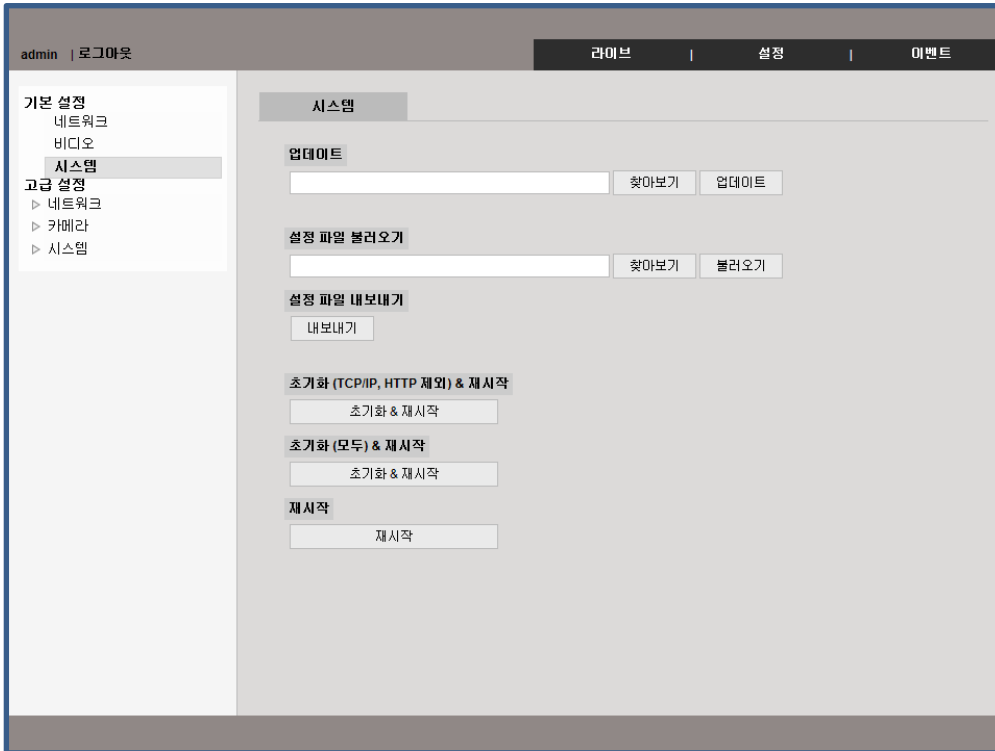 admin | 로그아웃
라이브 | 설정 | 이벤트
기본 설정
네트워크
비디오
시스템
고급 설정
네트워크
카메라
시스템
시스템
업데이트
찾아보기 업데이트
설정 파일 불러오기
찾아보기 불러오기
설정 파일 내보내기
내보내기
초기화 (TCP/IP, HTTP 제외) & 재시작
초기화 & 재시작
초기화 (모두) & 재시작
초기화 & 재시작
재시작
재시작